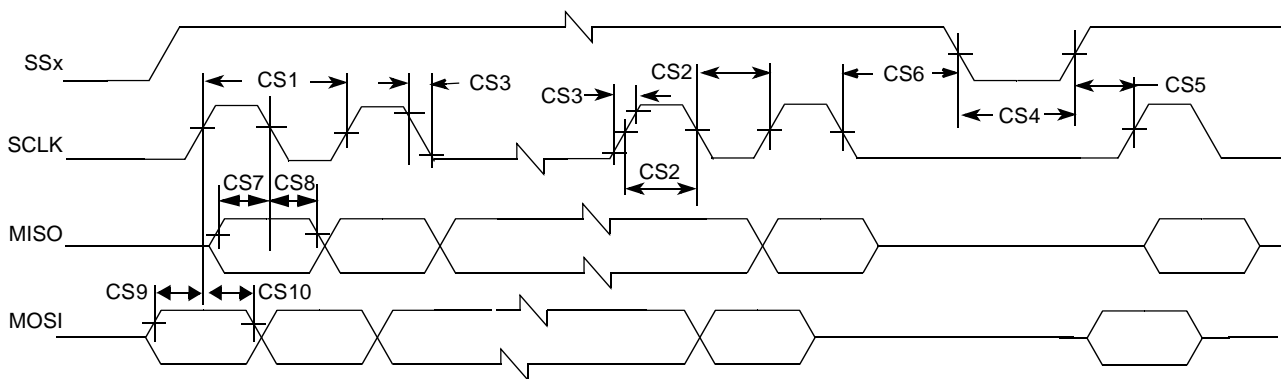 SSx
CS1
CS3
CS3
CS2
CS6
CS4
CS5
SCLK
CS7
CS8
CS2
MISO
CS9
CS10
MOSI